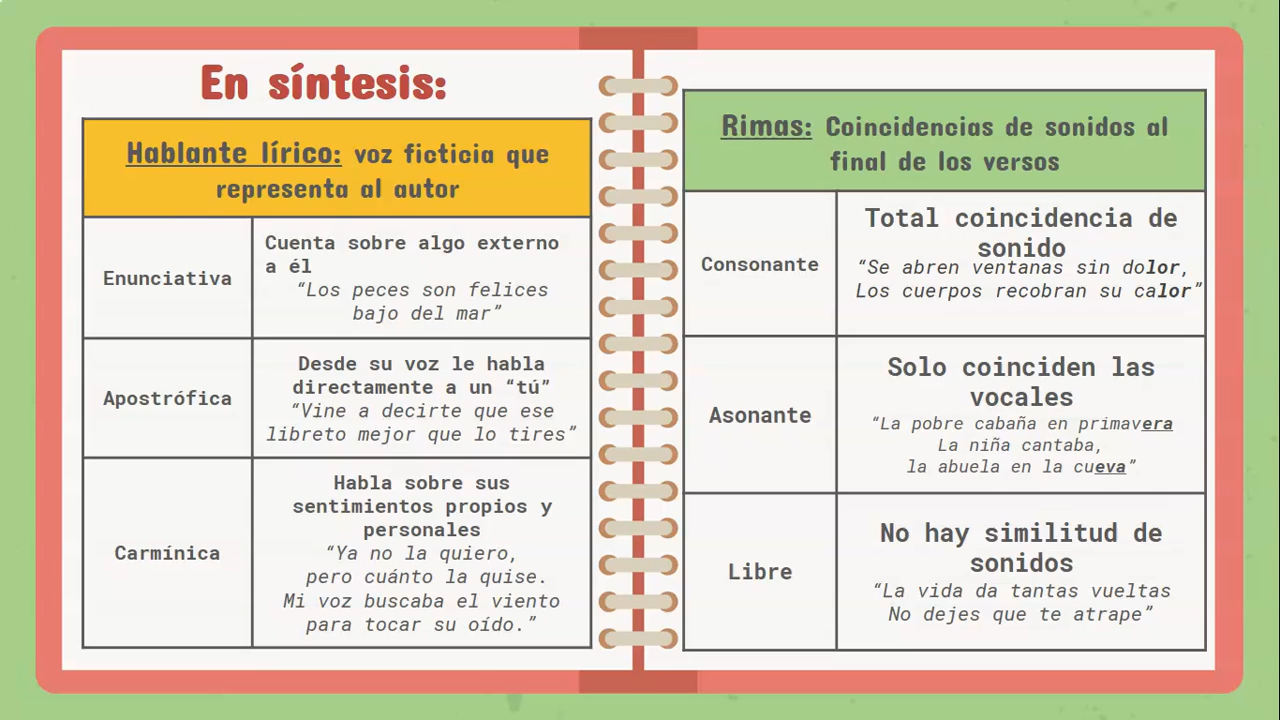 En síntesis:
Hablante lírico: voz ficticia que
representa al autor
Enunciativa
Cuenta sobre algo externo
a él
“Los peces son felices
bajo del mar”
Apostrófica
Desde su voz le habla
directamente a un “tú”
“Vine a decirte que ese
libreto mejor que lo tires”
Carmínica
Habla sobre sus
sentimientos propios y
personales
“Ya no la quiero,
pero cuánto la quise.
Mi voz buscaba el viento
para tocar su oído.”
Rimas: Coincidencias de sonidos al
final de los versos
Consonante
Total coincidencia de
sonido
“Se abren ventanas sin dolor,
Los cuerpos recobran su calor”
Asonante
Solo coinciden las
vocales
“La pobre cabaña en primavera
La niña cantaba,
la abuela en la cueva”
Libre
No hay similitud de
sonidos
“La vida da tantas vueltas
No dejes que te atrape”